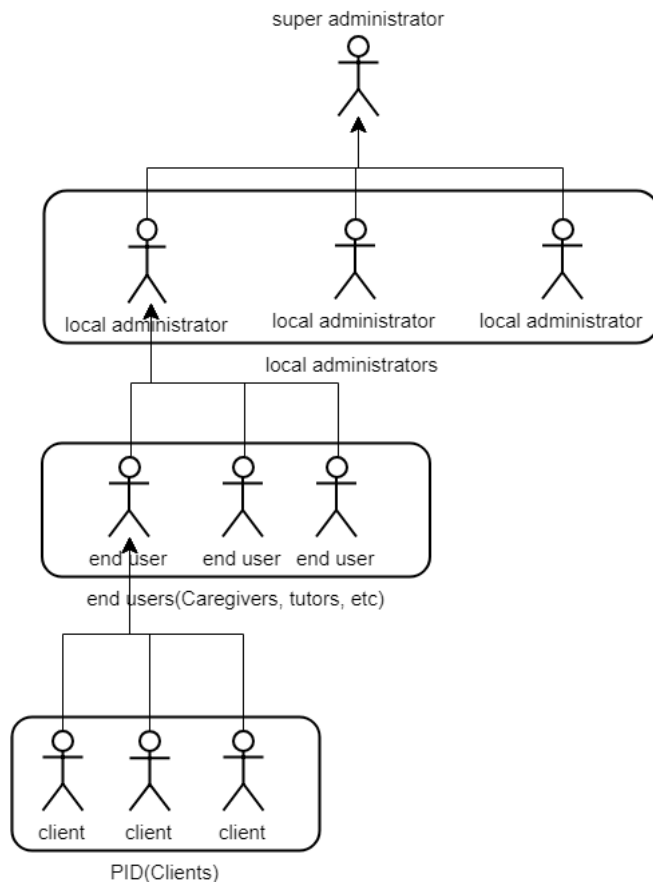 super administrator
local administrator
local administrator
local administrator
local administrators
end user
end user
end user
end users(Caregivers, tutors, etc)
client
client
client
PID(Clients)